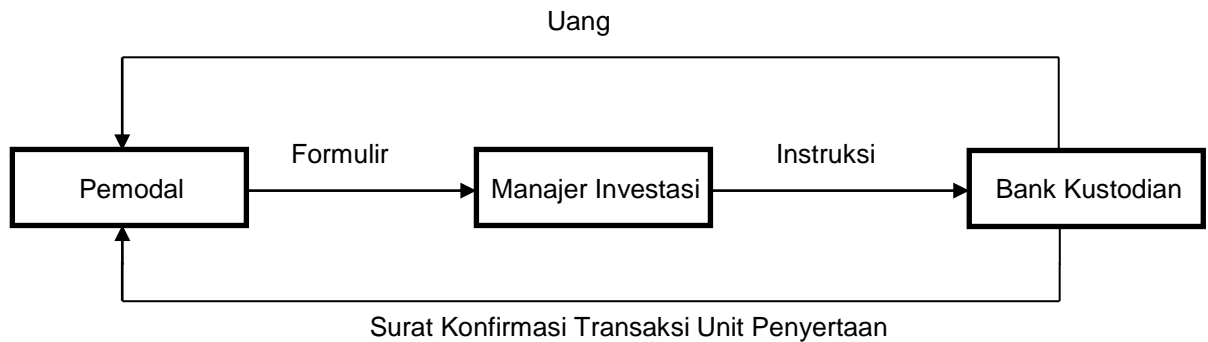 Uang
Formulir
Instruksi
Pemodal
Manajer Investasi
Bank Kustodian
Surat Konfirmasi Transaksi Unit Penyertaan